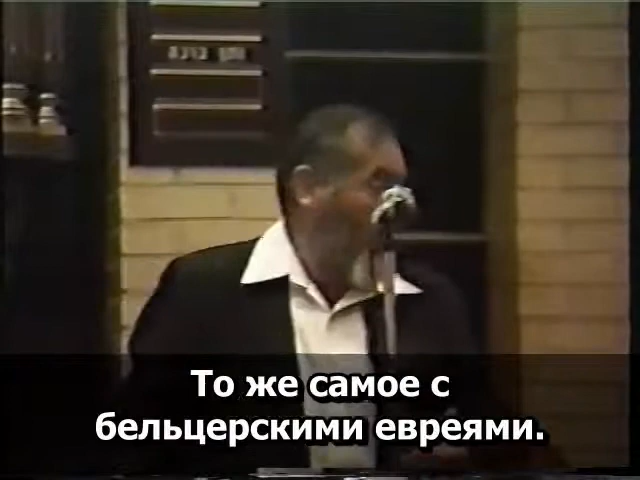 То же самое с
бельцерскими евреями.